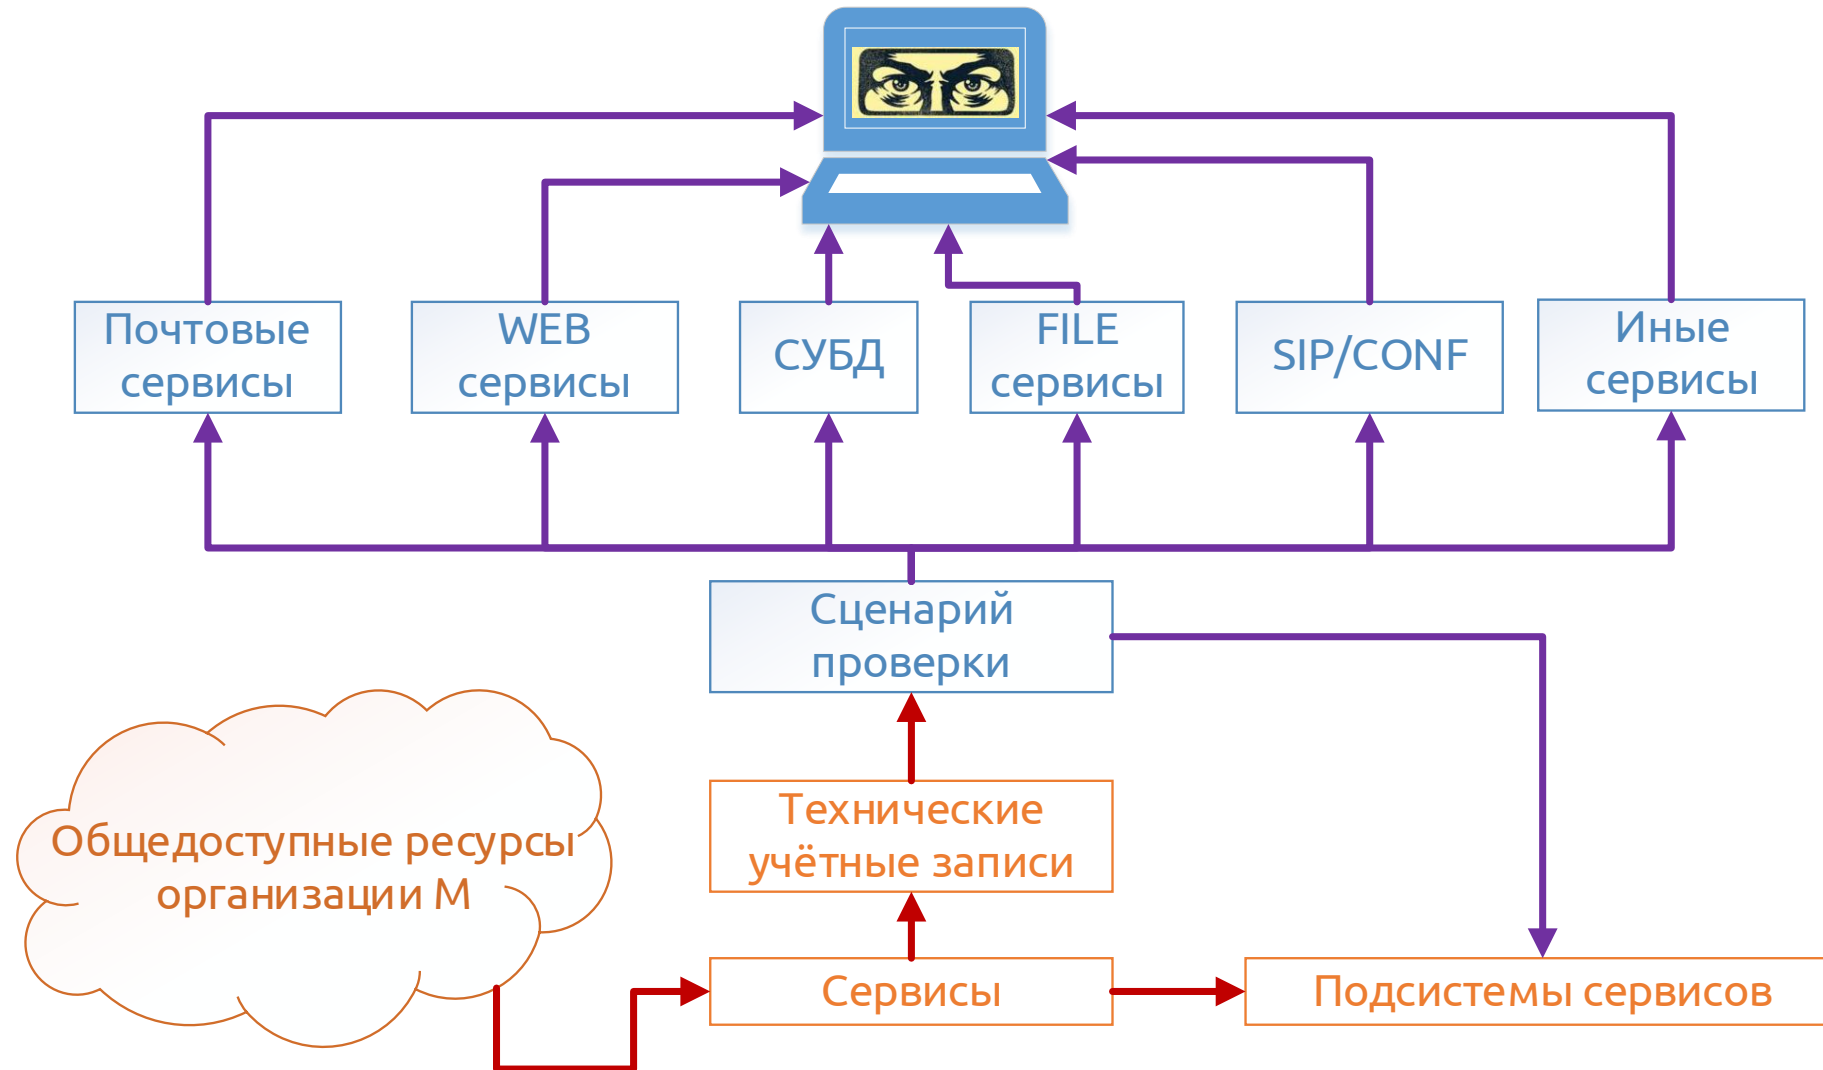 Почтовые
сервисы
WEB
сервисы
СУБД
FILE
сервисы
SIP/CONF
Иные
сервисы
Сценарий
проверки
Общедоступные ресурсы
организации М
Технические
учётные записи
Сервисы
Подсистемы сервисов